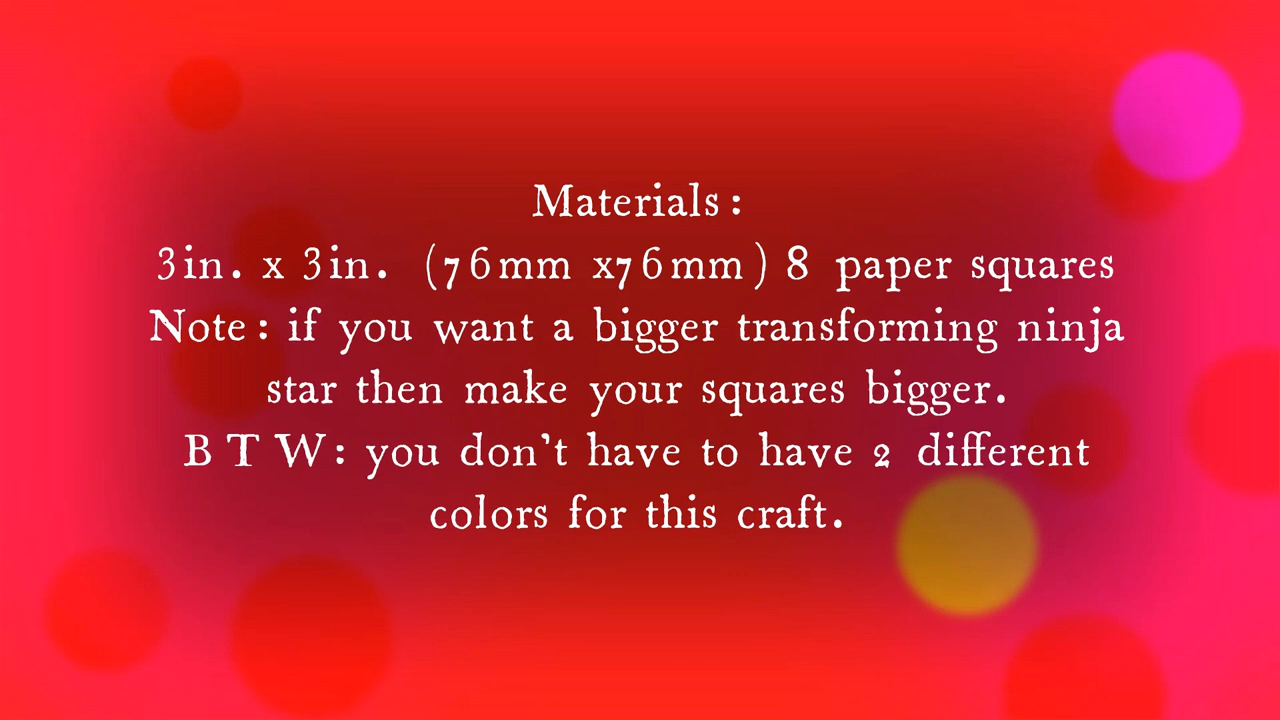 Materials:
3in. x 3in. (76mm x76mm) 8 paper squares
Note: if you want a bigger transforming ninja
star then make your squares bigger.
B T W: you don't have to have 2 different
colors for this craft.